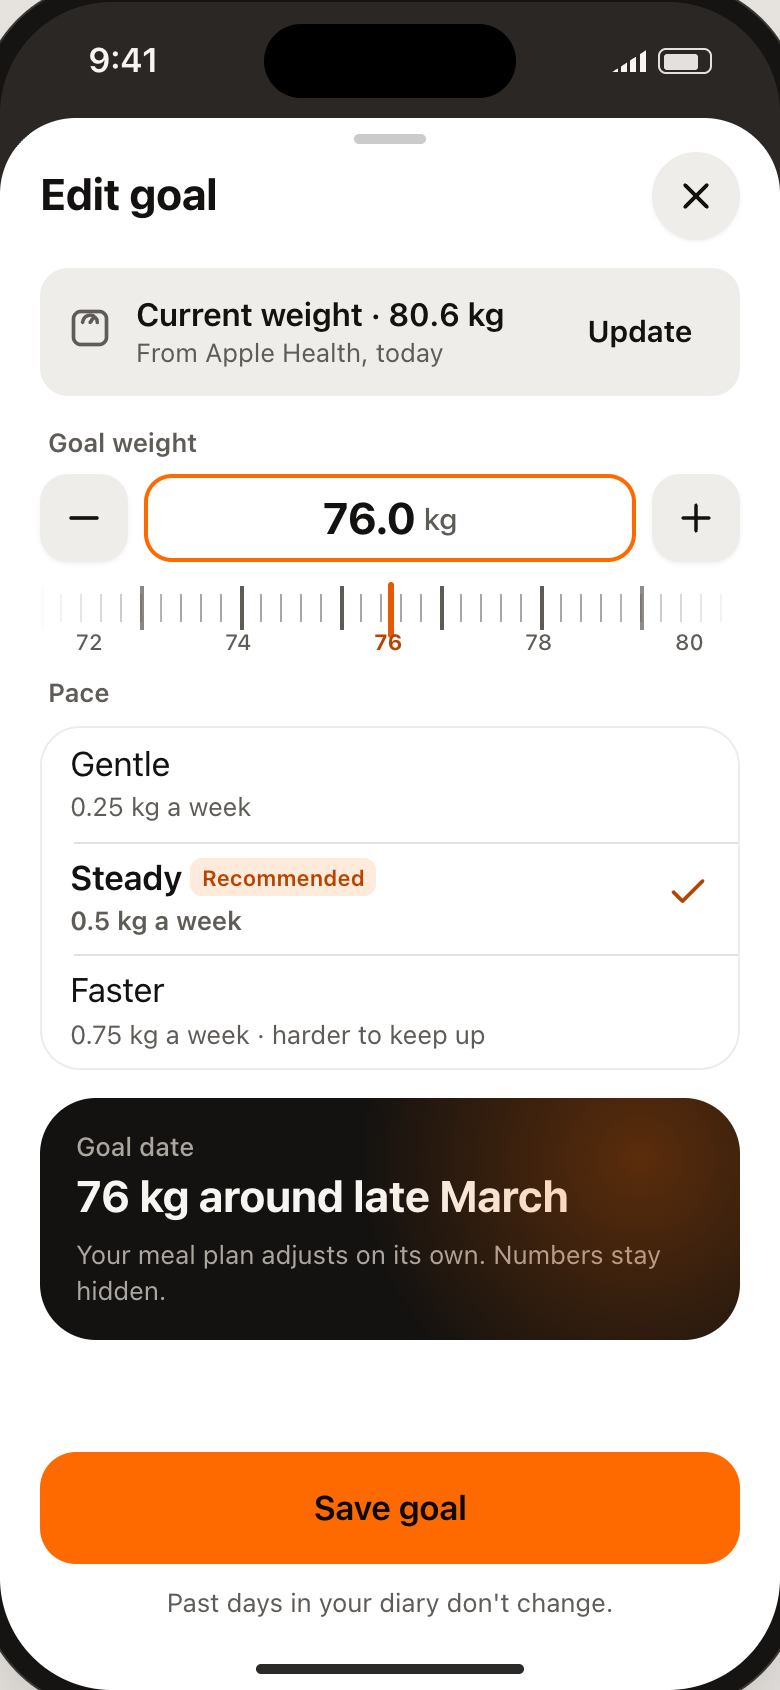 9:41
Edit goal
Current weight · 80.6 kg
From Apple Health, today
Update
Goal weight
76.0 kg
72 74 76 78 80
Pace
Gentle
0.25 kg a week
Steady Recommended
0.5 kg a week
Faster
0.75 kg a week · harder to keep up
Goal date
76 kg around late March
Your meal plan adjusts on its own. Numbers stay
hidden.
Save goal
Past days in your diary don't change.